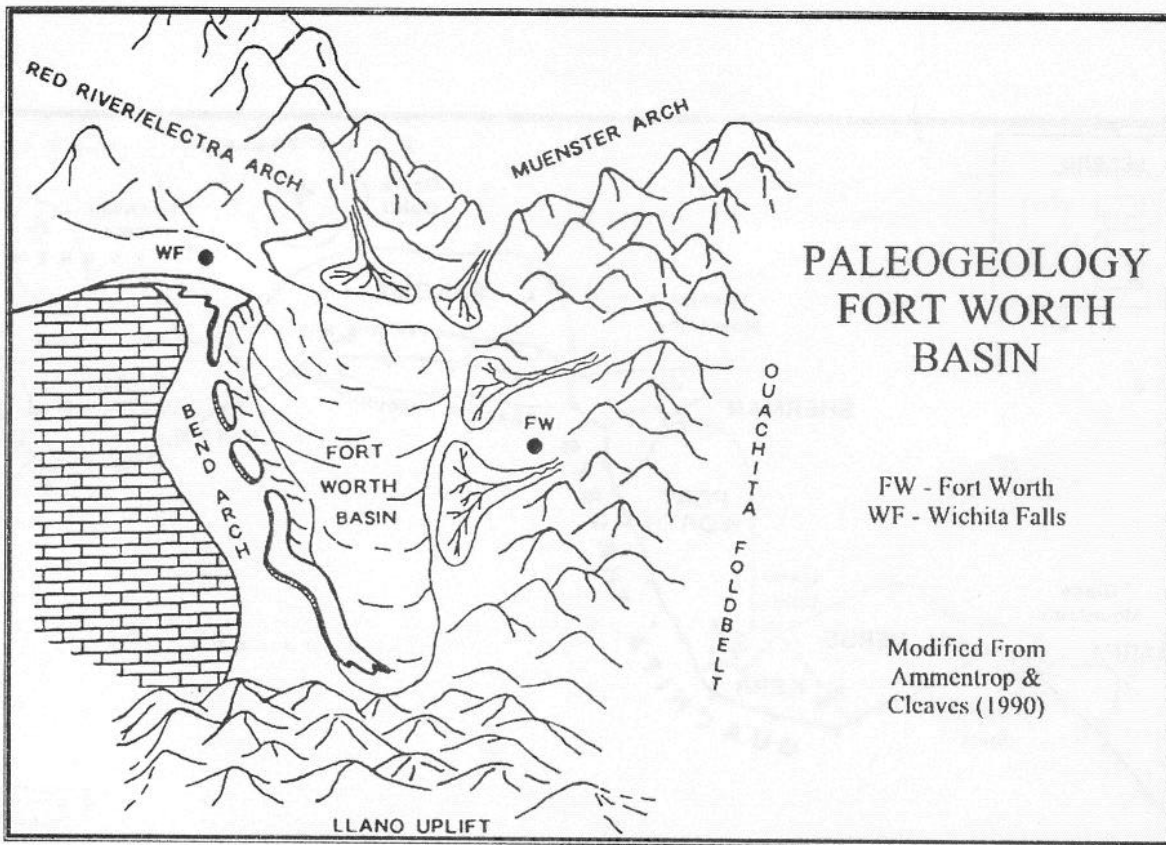 RED RIVER/ELECTRA ARCH
MUENSTER ARCH
WF
PALEOGEOLOGY
FORT WORTH
BASIN
BEND ARCH
FORT
WORTH
BASIN
FW
OUACHITA FOLDBELT
FW - Fort Worth
WF - Wichita Falls
Modified From
Ammentrop &
Cleaves (1990)
LLANO UPLIFT